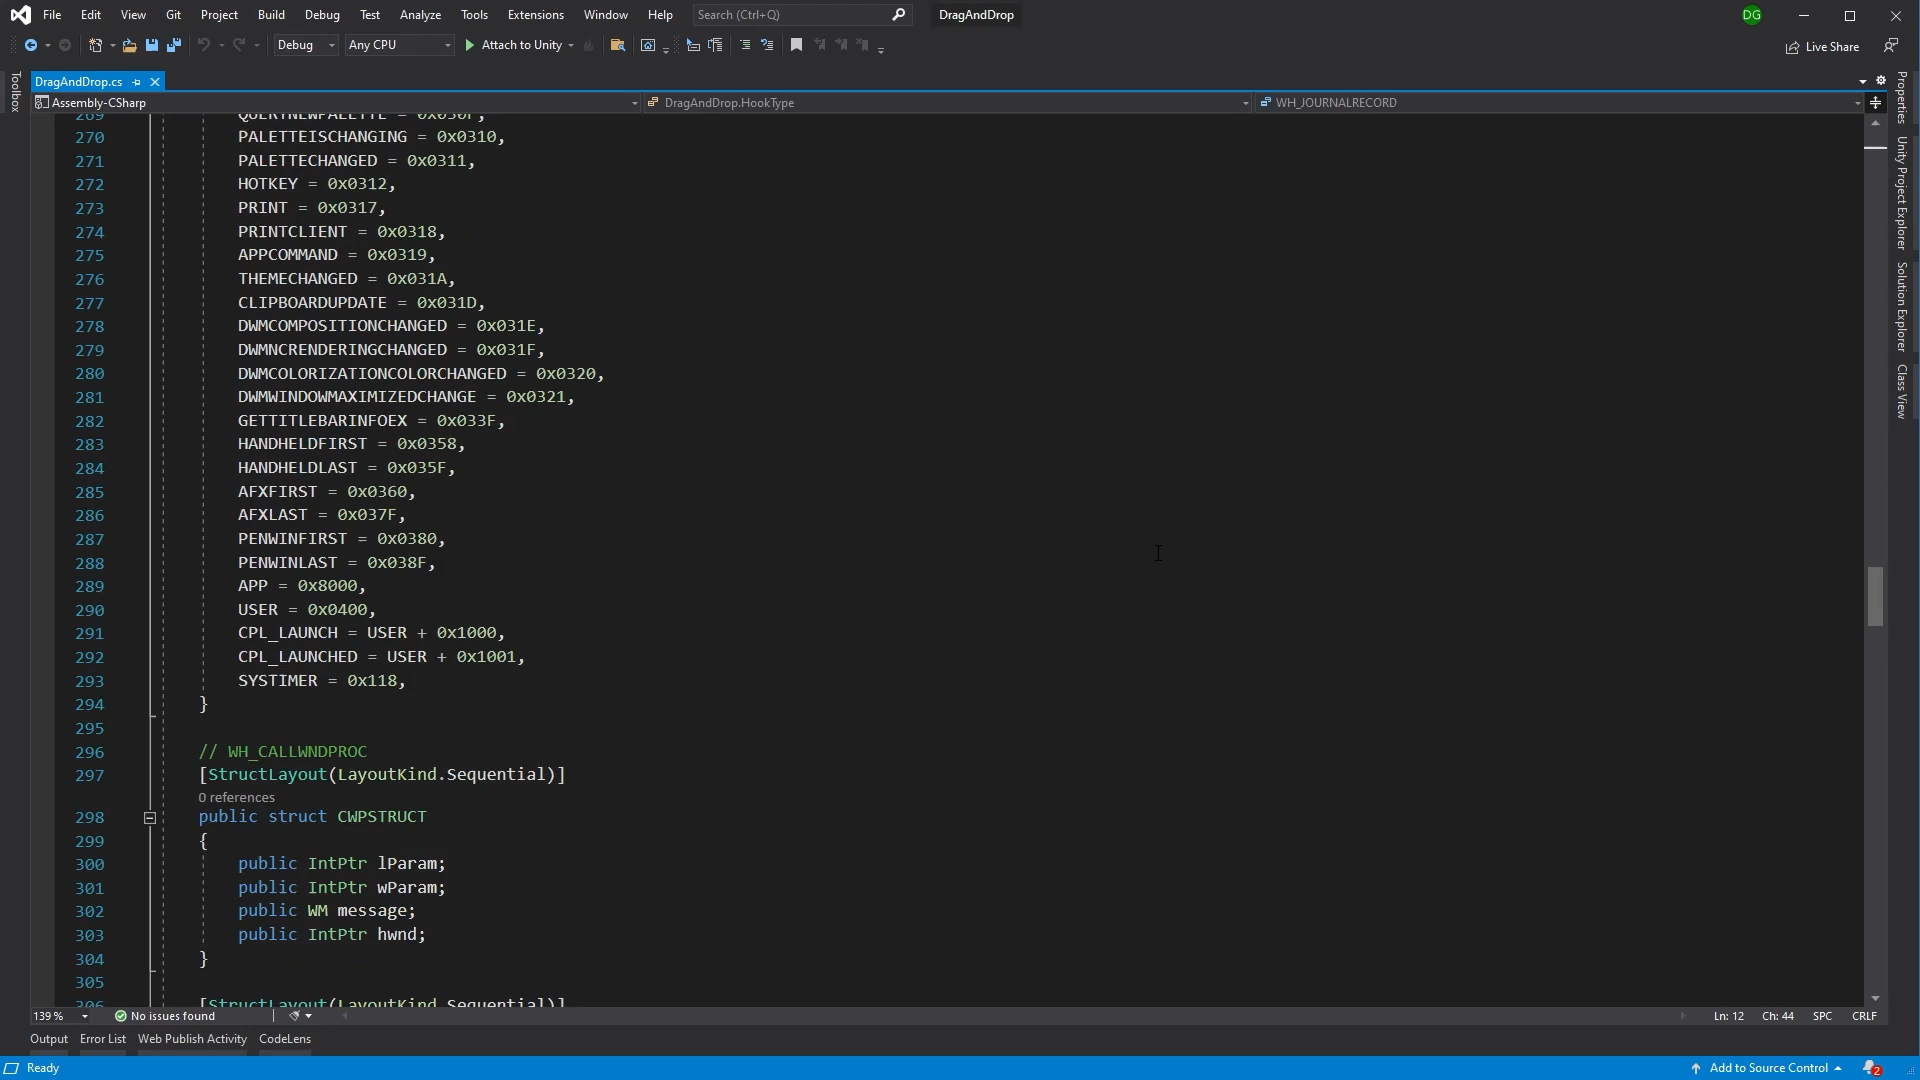 File Edit View Git Project Build Debug Test Analyze Tools Extensions Window Help Search (Ctrl+Q) DragAndDrop DG
Debug Any CPU Attach to Unity Live Share
Toolbox
DragAndDrop.cs
Assembly-CSharp DragAndDrop.HookType WH_JOURNALRECORD
269 QUERYNEWPALETTE = 0x030F,
270 PALETTEISCHANGING = 0x0310,
271 PALETTECHANGED = 0x0311,
272 HOTKEY = 0x0312,
273 PRINT = 0x0317,
274 PRINTCLIENT = 0x0318,
275 APPCOMMAND = 0x0319,
276 THEMECHANGED = 0x031A,
277 CLIPBOARDUPDATE = 0x031D,
278 DWMCOMPOSITIONCHANGED = 0x031E,
279 DWMNCRENDERINGCHANGED = 0x031F,
280 DWMCOLORIZATIONCOLORCHANGED = 0x0320,
281 DWMWINDOWMAXIMIZEDCHANGE = 0x0321,
282 GETTITLEBARINFOEX = 0x033F,
283 HANDHELDFIRST = 0x0358,
284 HANDHELDLAST = 0x035F,
285 AFXFIRST = 0x0360,
286 AFXLAST = 0x037F,
287 PENWINFIRST = 0x0380,
288 PENWINLAST = 0x038F,
289 APP = 0x8000,
290 USER = 0x0400,
291 CPL_LAUNCH = USER + 0x1000,
292 CPL_LAUNCHED = USER + 0x1001,
293 SYSTIMER = 0x118,
294 }
295
296 // WH_CALLWNDPROC
297 [StructLayout(LayoutKind.Sequential)]
0 references
298 public struct CWPSTRUCT
299 {
300 public IntPtr lParam;
301 public IntPtr wParam;
302 public WM message;
303 public IntPtr hwnd;
304 }
305
306 [StructLayout(LayoutKind.Sequential)]
Properties
Unity Project Explorer
Solution Explorer
Class View
139 % No issues found Ln: 12 Ch: 44 SPC CRLF
Output Error List Web Publish Activity CodeLens
Ready Add to Source Control 2